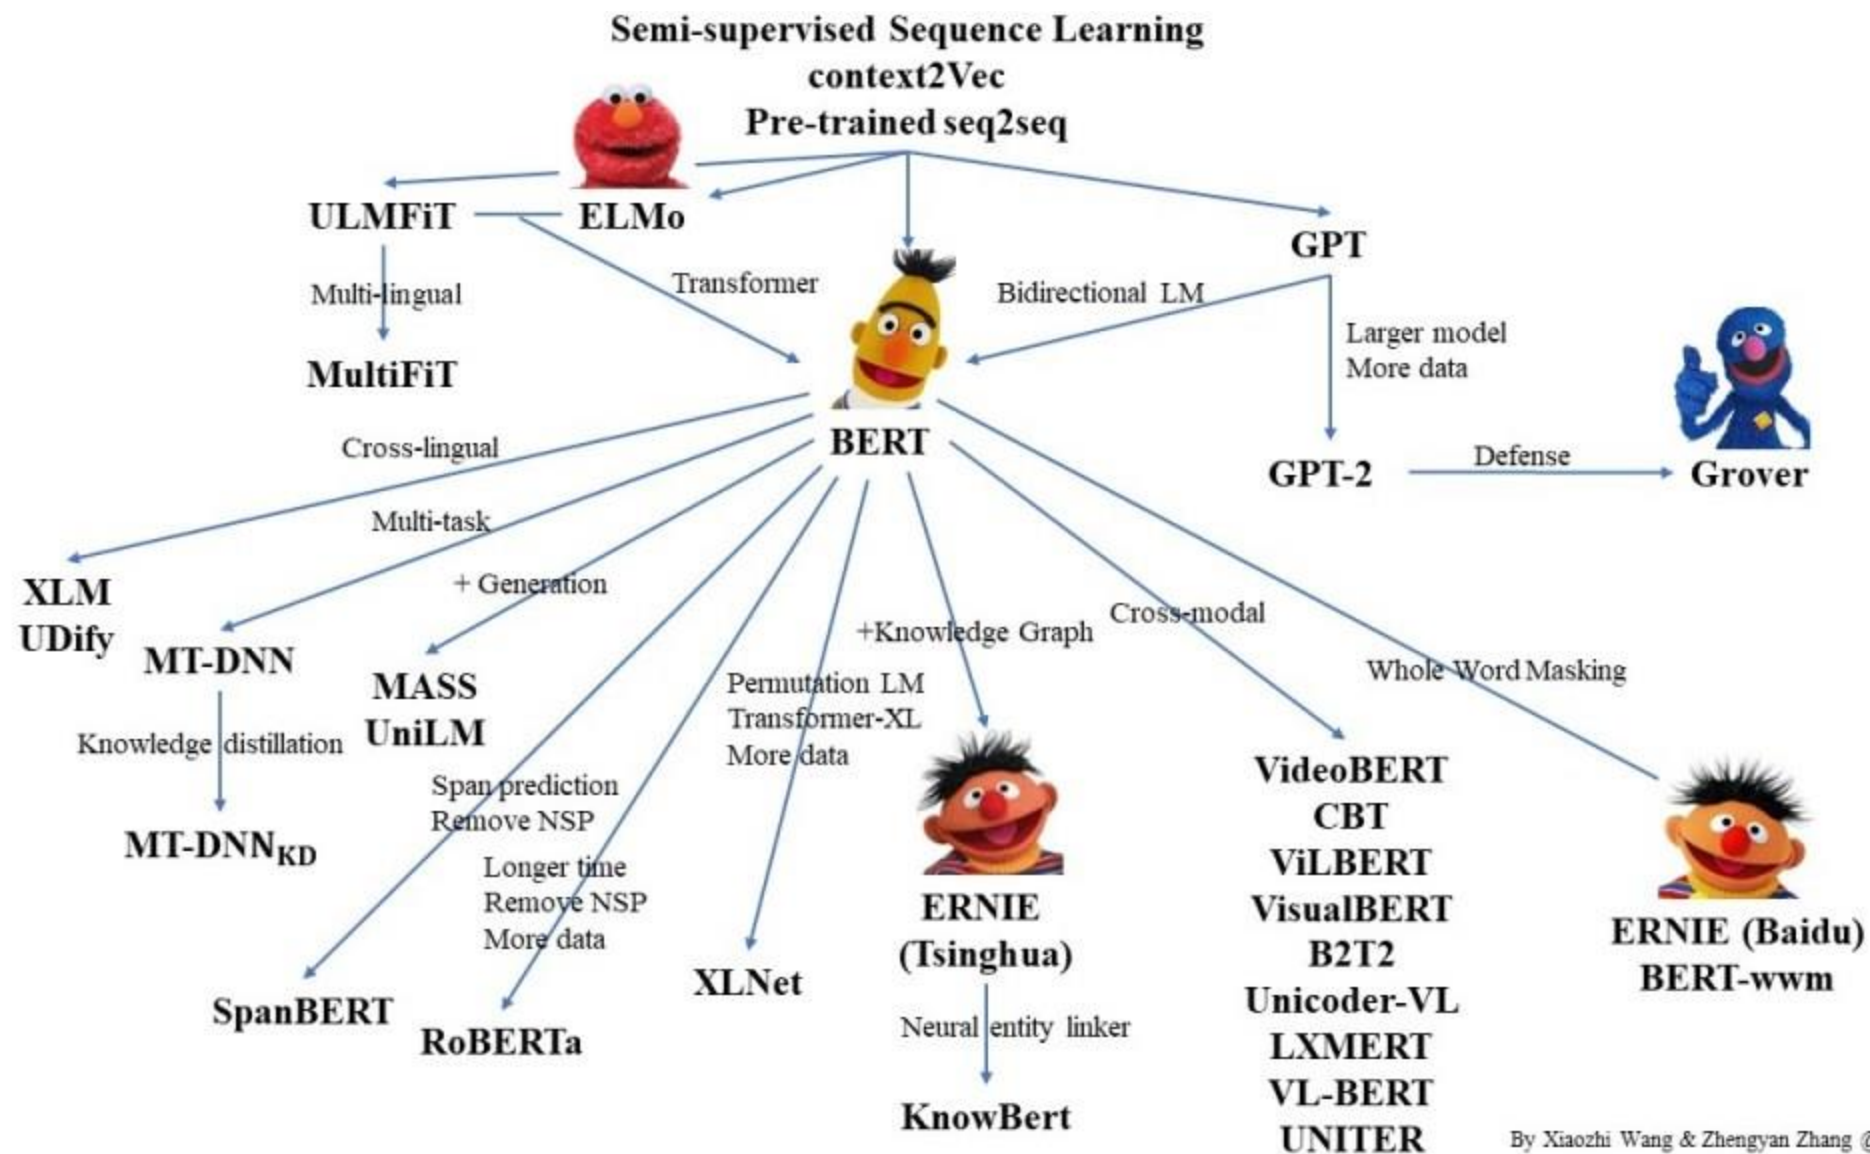 Semi-supervised Sequence Learning
context2Vec
Pre-trained seq2seq
ULMFiT
ELMo
GPT
Multi-lingual
Transformer
Bidirectional LM
Larger model
More data
MultiFiT
BERT
GPT-2
Defense
Grover
Cross-lingual
Multi-task
+ Generation
+Knowledge Graph
Cross-modal
Whole Word Masking
XLM
UDify
MT-DNN
MASS
UniLM
Knowledge distillation
Permutation LM
Transformer-XL
More data
Span prediction
Remove NSP
MT-DNNKD
Longer time
Remove NSP
More data
VideoBERT
CBT
ViLBERT
VisualBERT
B2T2
Unicoder-VL
LXMERT
VL-BERT
UNITER
ERNIE
(Tsinghua)
ERNIE (Baidu)
BERT-wwm
SpanBERT
RoBERTa
XLNet
Neural entity linker
KnowBert
By Xiaozhi Wang & Zhengyan Zhang @